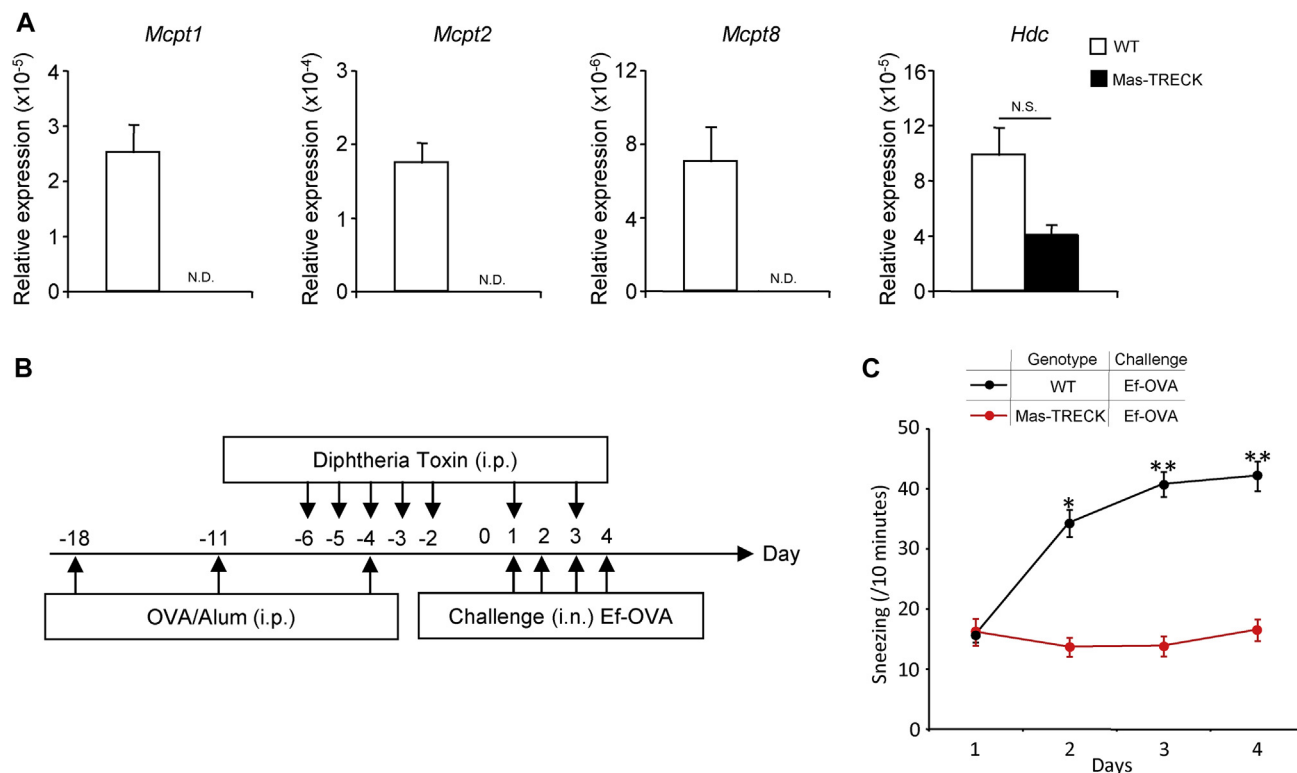 A
Mcpt1
Mcpt2
Mcpt8
Hdc
WT
Mas-TRECK
Relative expression (x10-5)
4
3
2
1
0
N.D.
Relative expression (x10-4)
3
2
1
0
N.D.
Relative expression (x10-6)
12
8
4
0
N.D.
Relative expression (x10-5)
16
12
8
4
0
N.S.
B
Diphtheria Toxin (i.p.)
-18 -11 -6 -5 -4 -3 -2 0 1 2 3 4
Day
OVA/Alum (i.p.)
Challenge (i.n.) Ef-OVA
C
Genotype Challenge
WT Ef-OVA
Mas-TRECK Ef-OVA
Sneezing (/10 minutes)
50
40
30
20
10
0
*
**
**
1 2 3 4
Days